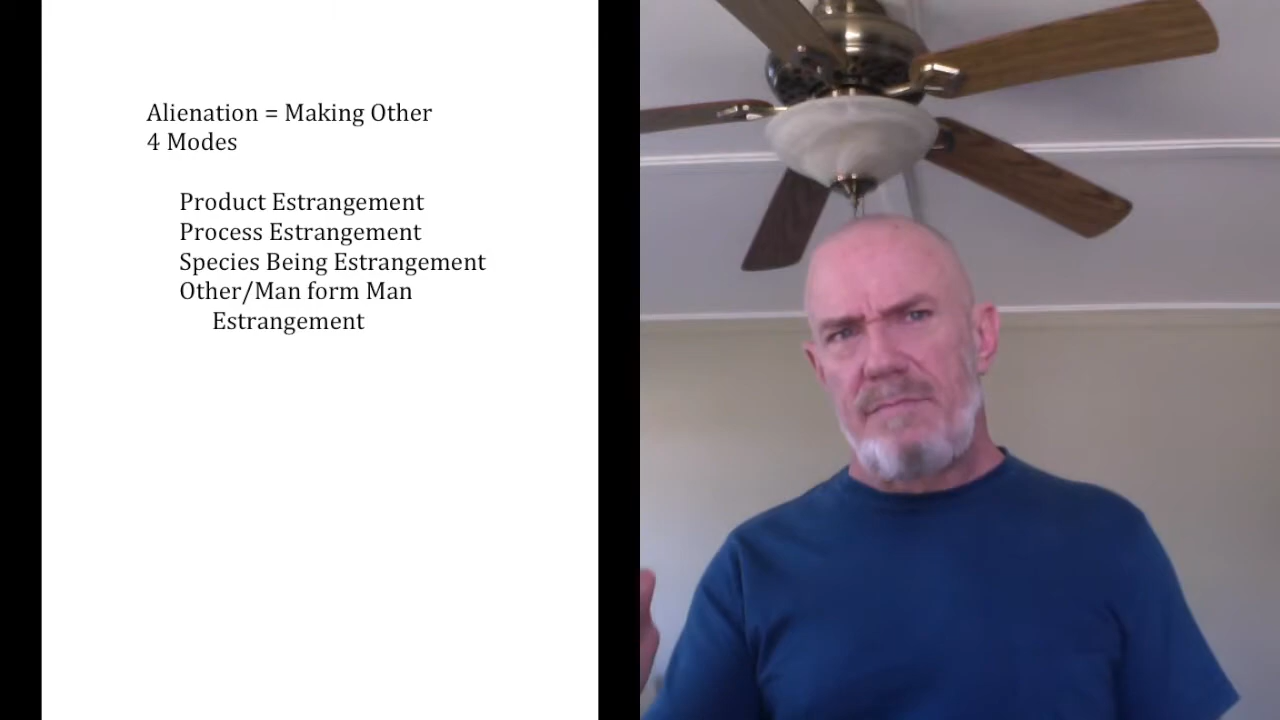 Alienation = Making Other
4 Modes
Product Estrangement
Process Estrangement
Species Being Estrangement
Other/Man form Man
Estrangement